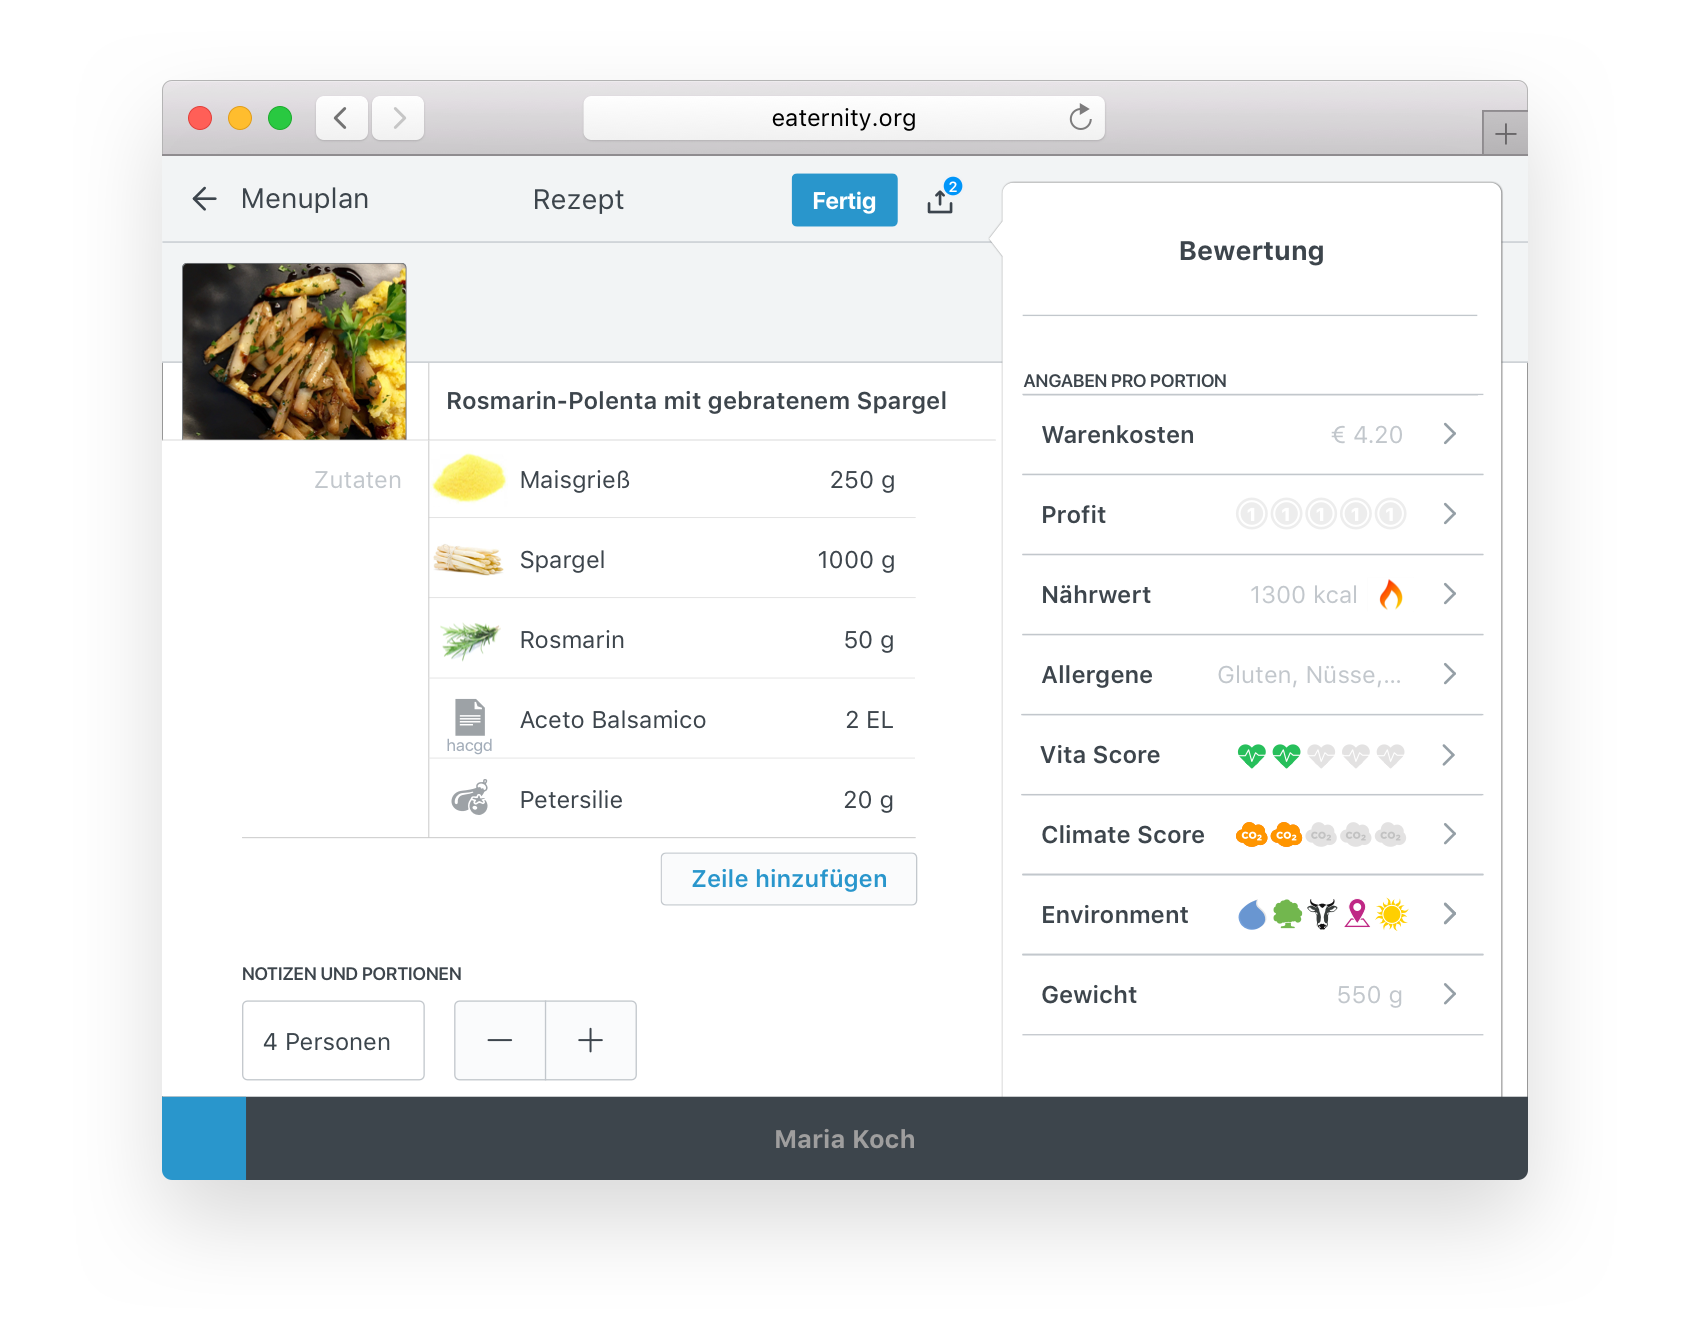 eaternity.org
Menuplan
Rezept
Fertig
2
Rosmarin-Polenta mit gebratenem Spargel
Zutaten
Maisgrieß 250 g
Spargel 1000 g
Rosmarin 50 g
hacgd
Aceto Balsamico 2 EL
Petersilie 20 g
Zeile hinzufügen
NOTIZEN UND PORTIONEN
4 Personen
Bewertung
ANGABEN PRO PORTION
Warenkosten € 4.20
Profit 1 1 1 1 1
Nährwert 1300 kcal
Allergene Gluten, Nüsse,...
Vita Score
Climate Score CO₂ CO₂ CO₂ CO₂ CO₂
Environment
Gewicht 550 g
Maria Koch